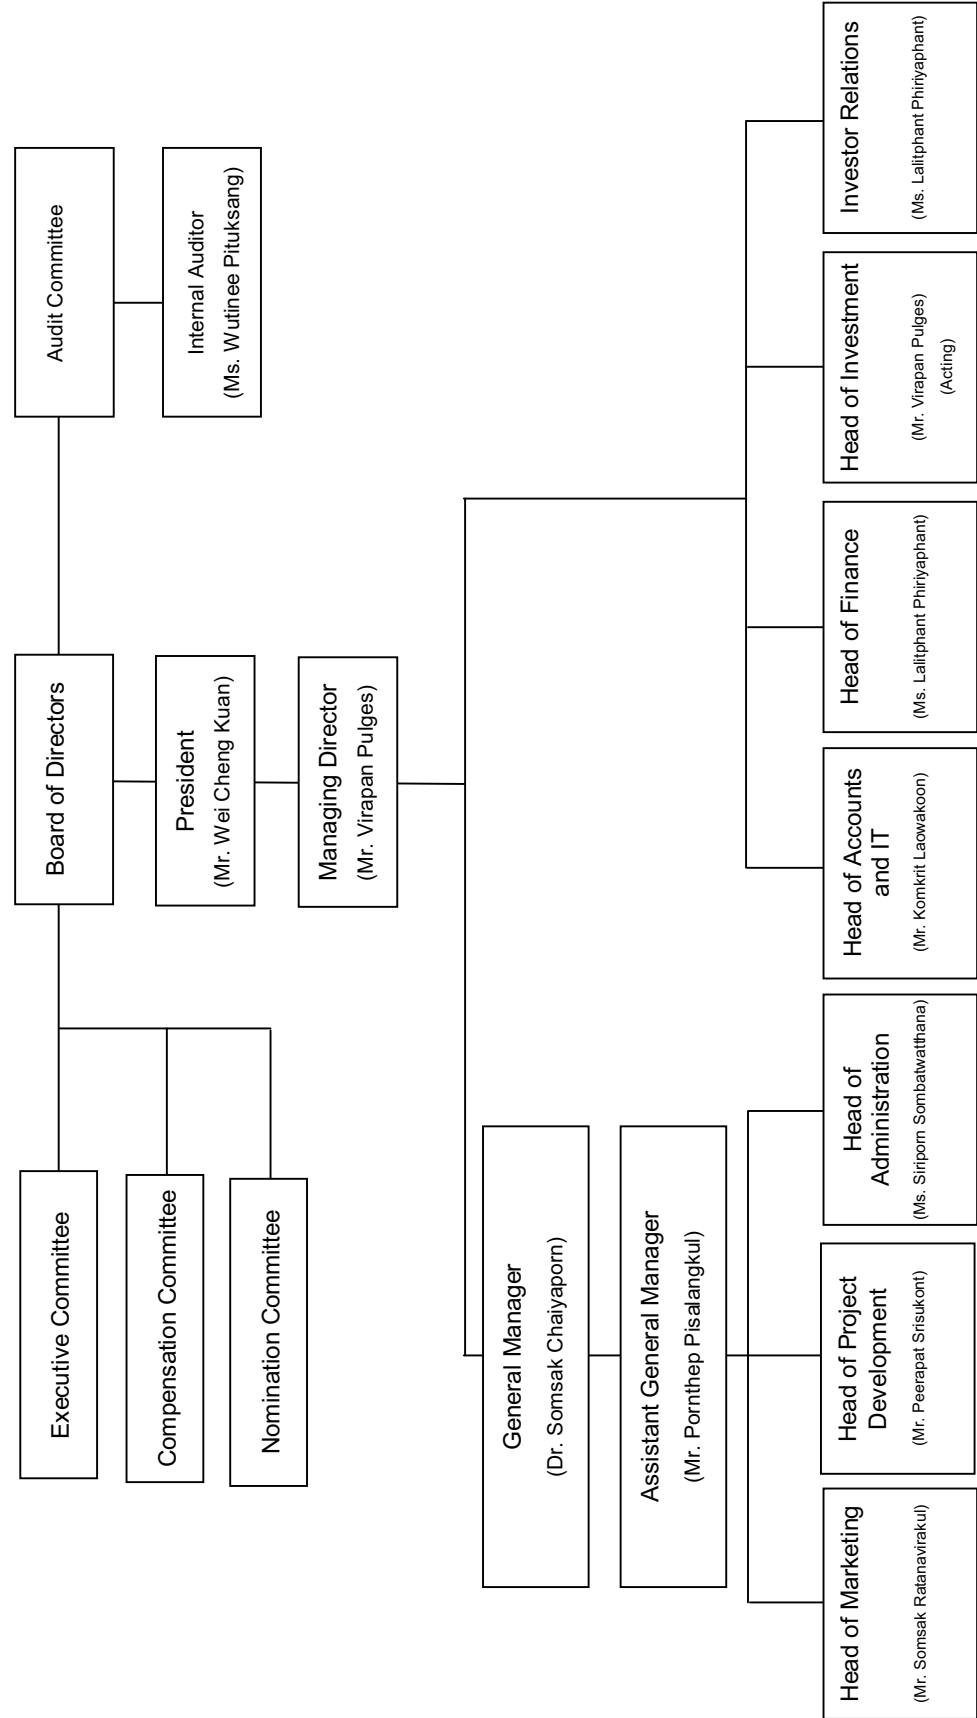 Board of Directors
Audit Committee
Executive Committee
Compensation Committee
Nomination Committee
President
(Mr. Wei Cheng Kuan)
Internal Auditor
(Ms. Wutinee Pituksang)
Managing Director
(Mr. Virapan Pulges)
General Manager
(Dr. Somsak Chaiyaporn)
Assistant General Manager
(Mr. Pornthep Pisalangkul)
Head of Marketing
(Mr. Somsak Ratanavirakul)
Head of Project
Development
(Mr. Peerapat Srisukont)
Head of
Administration
(Ms. Siriporn Sombatwatthana)
Head of Accounts
and IT
(Mr. Komkrit Laowakoon)
Head of Finance
(Ms. Lalitphant Phiriyaphant)
Head of Investment
(Mr. Virapan Pulges)
(Acting)
Investor Relations
(Ms. Lalitphant Phiriyaphant)